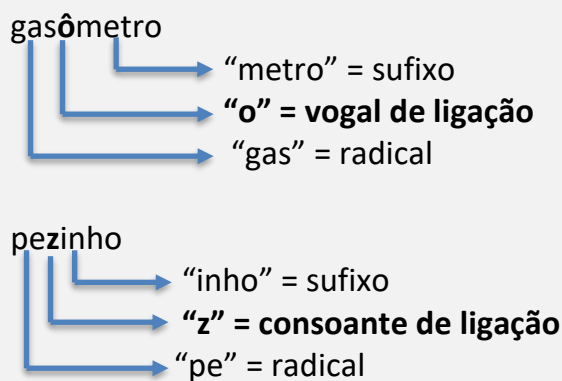 gasômetro
“metro” = sufixo
“o” = vogal de ligação
“gas” = radical
pezinho
“inho” = sufixo
“z” = consoante de ligação
“pe” = radical